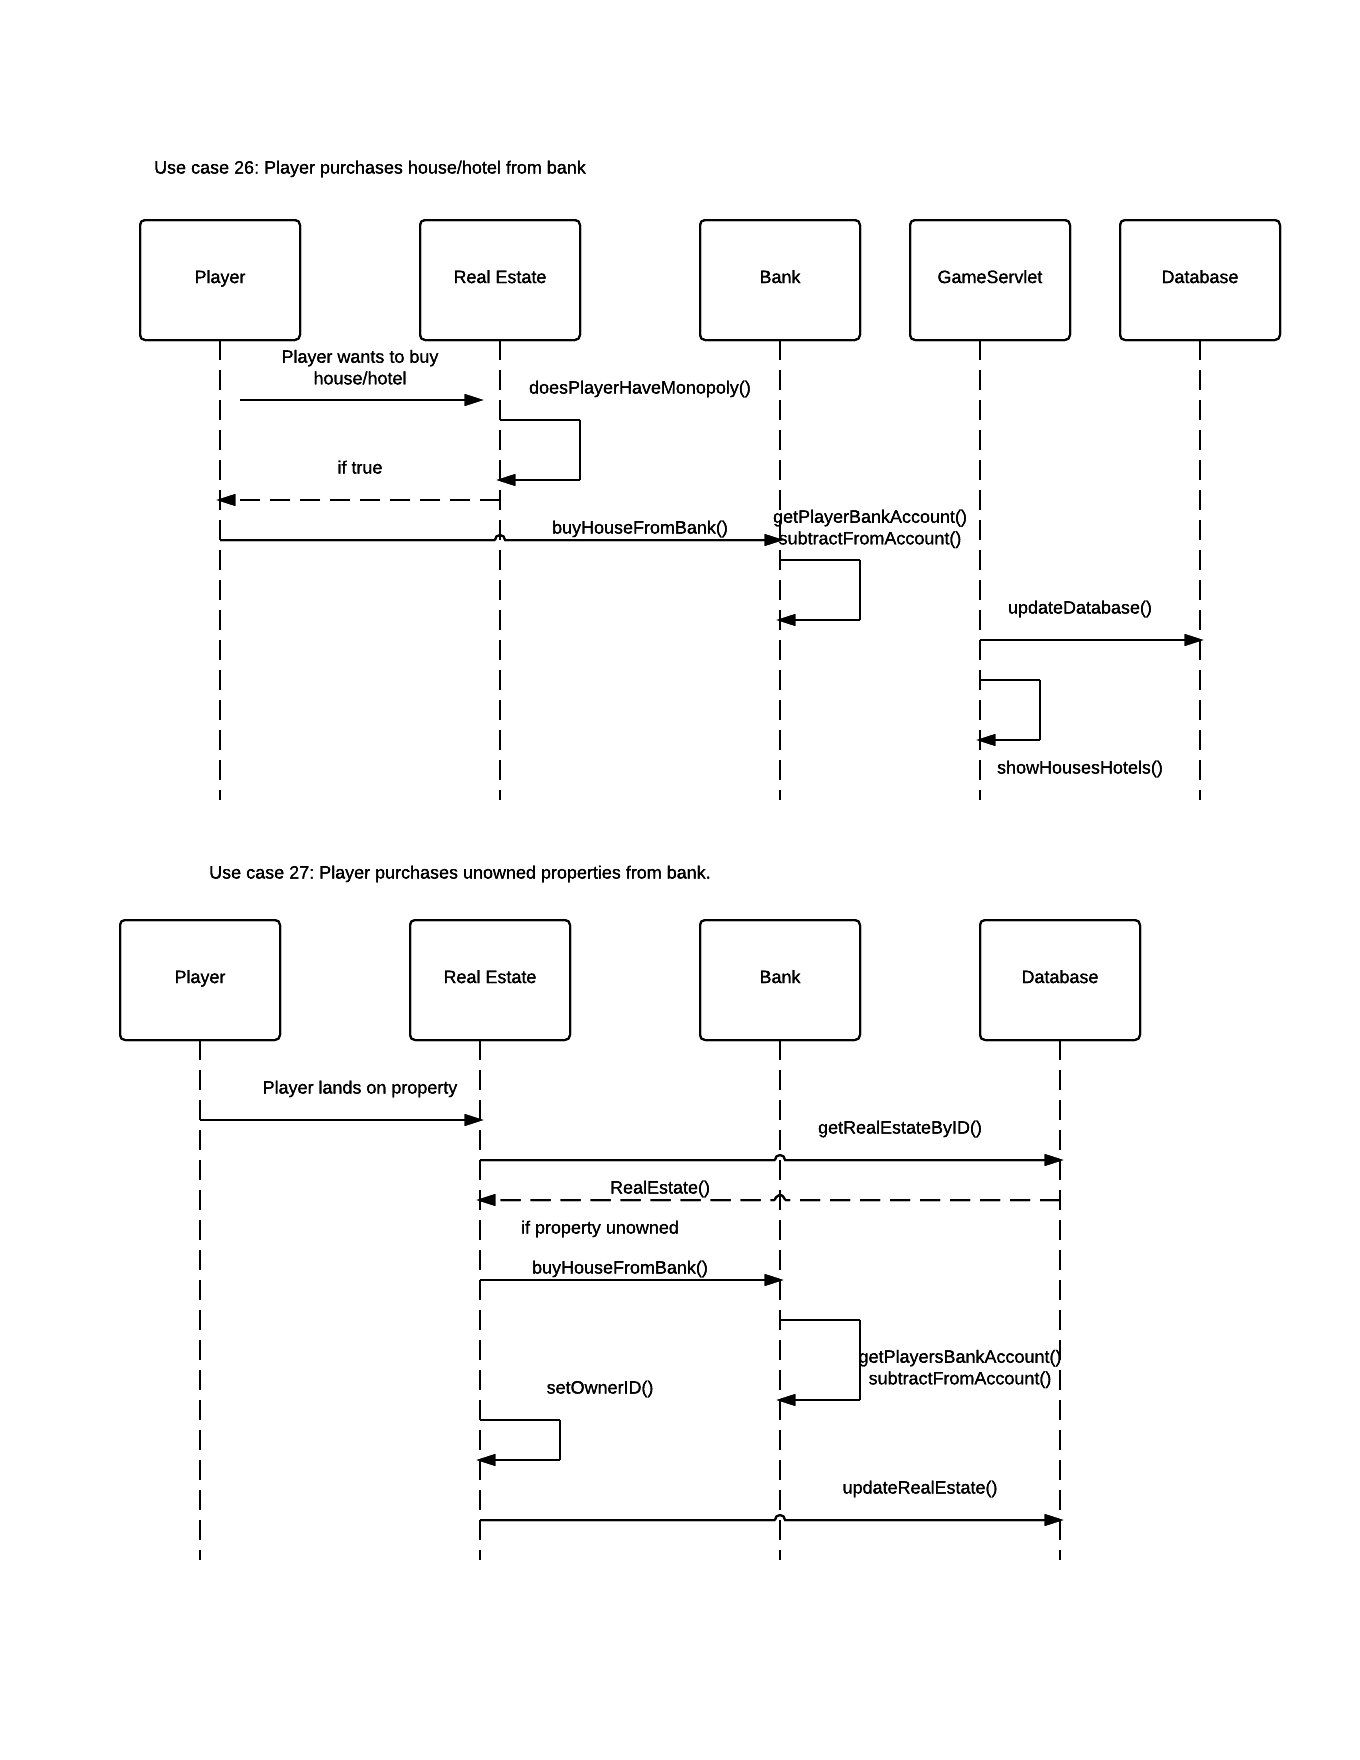 Use case 26: Player purchases house/hotel from bank
Player
Real Estate
Bank
GameServlet
Database
Player wants to buy
house/hotel
doesPlayerHaveMonopoly()
if true
buyHouseFromBank()
getPlayerBankAccount()
subtractFromAccount()
updateDatabase()
showHousesHotels()
Use case 27: Player purchases unowned properties from bank.
Player
Real Estate
Bank
Database
Player lands on property
getRealEstateByID()
RealEstate()
if property unowned
buyHouseFromBank()
getPlayersBankAccount()
subtractFromAccount()
setOwnerID()
updateRealEstate()